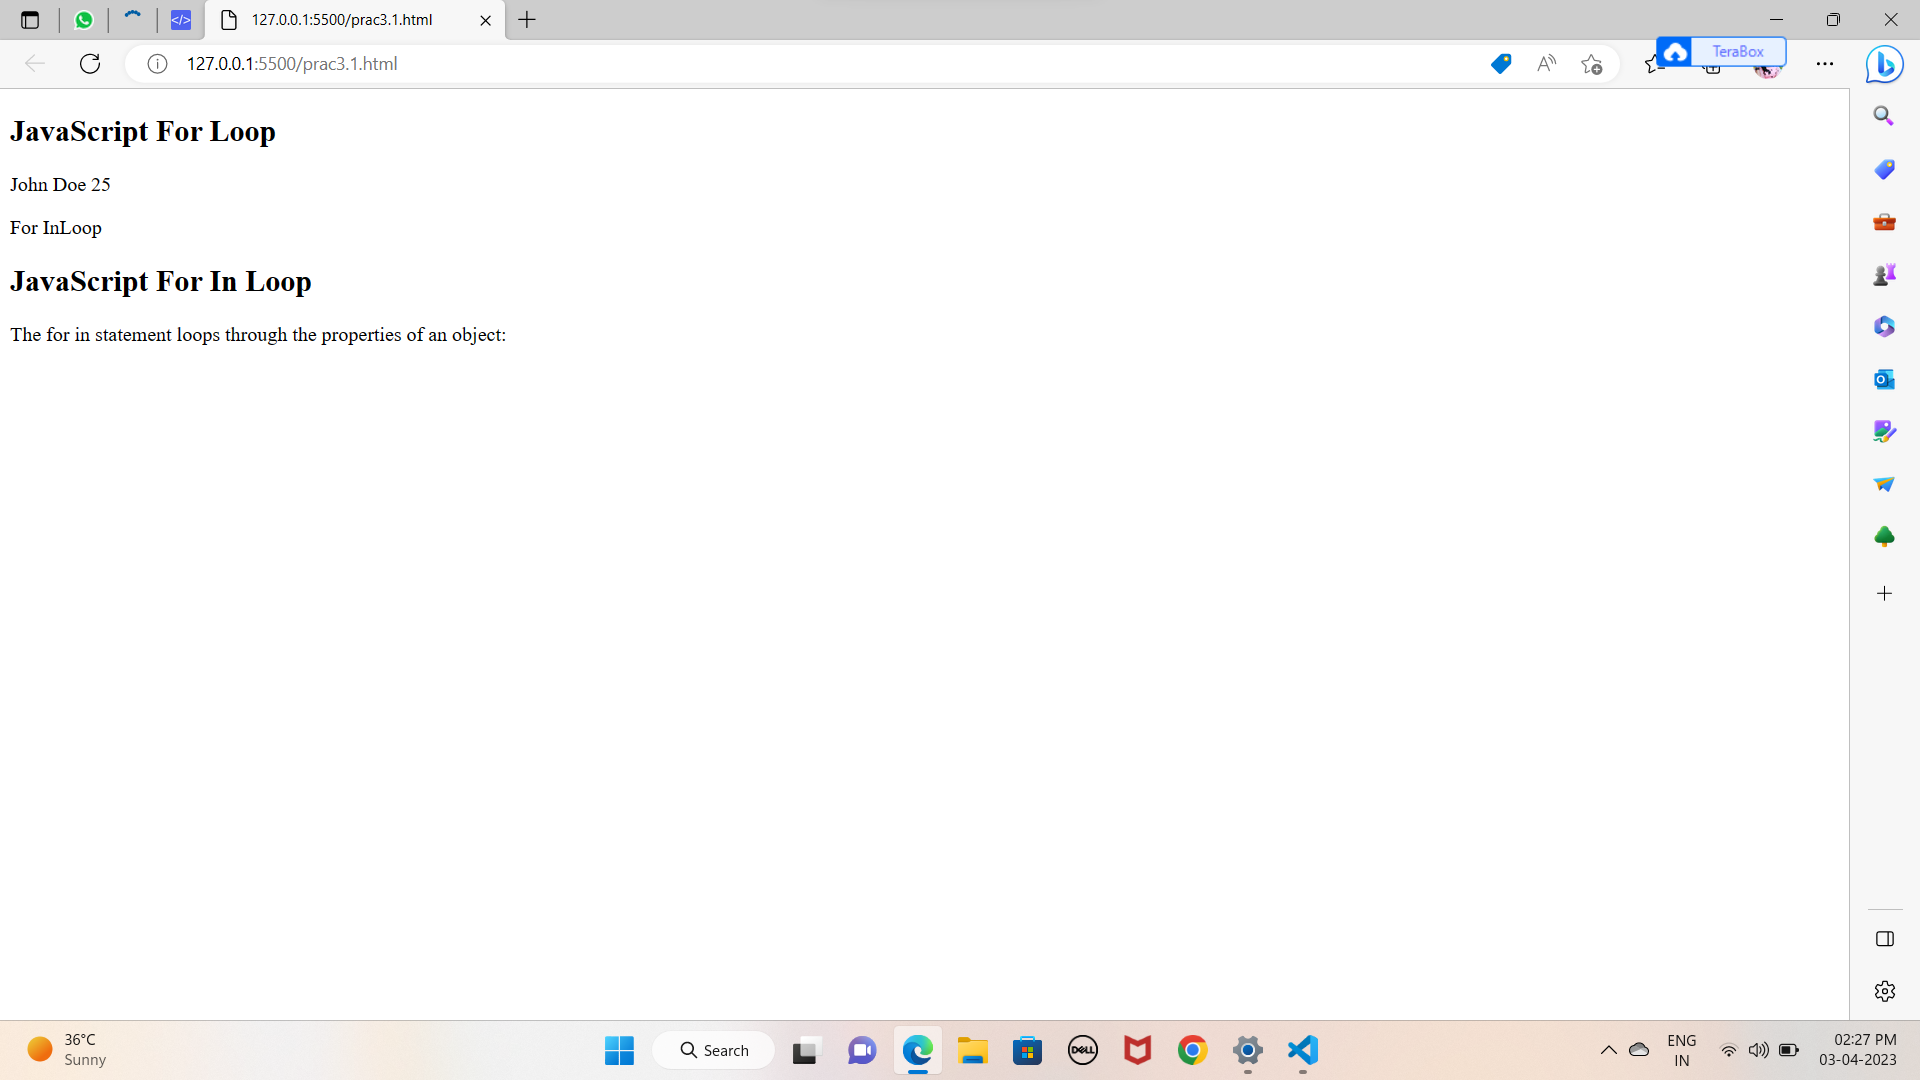 127.0.0.1:5500/prac3.1.html
127.0.0.1:5500/prac3.1.html
TeraBox
JavaScript For Loop
John Doe 25
For InLoop
JavaScript For In Loop
The for in statement loops through the properties of an object:
36°C
Sunny
Search
DELL
ENG
IN
02:27 PM
03-04-2023